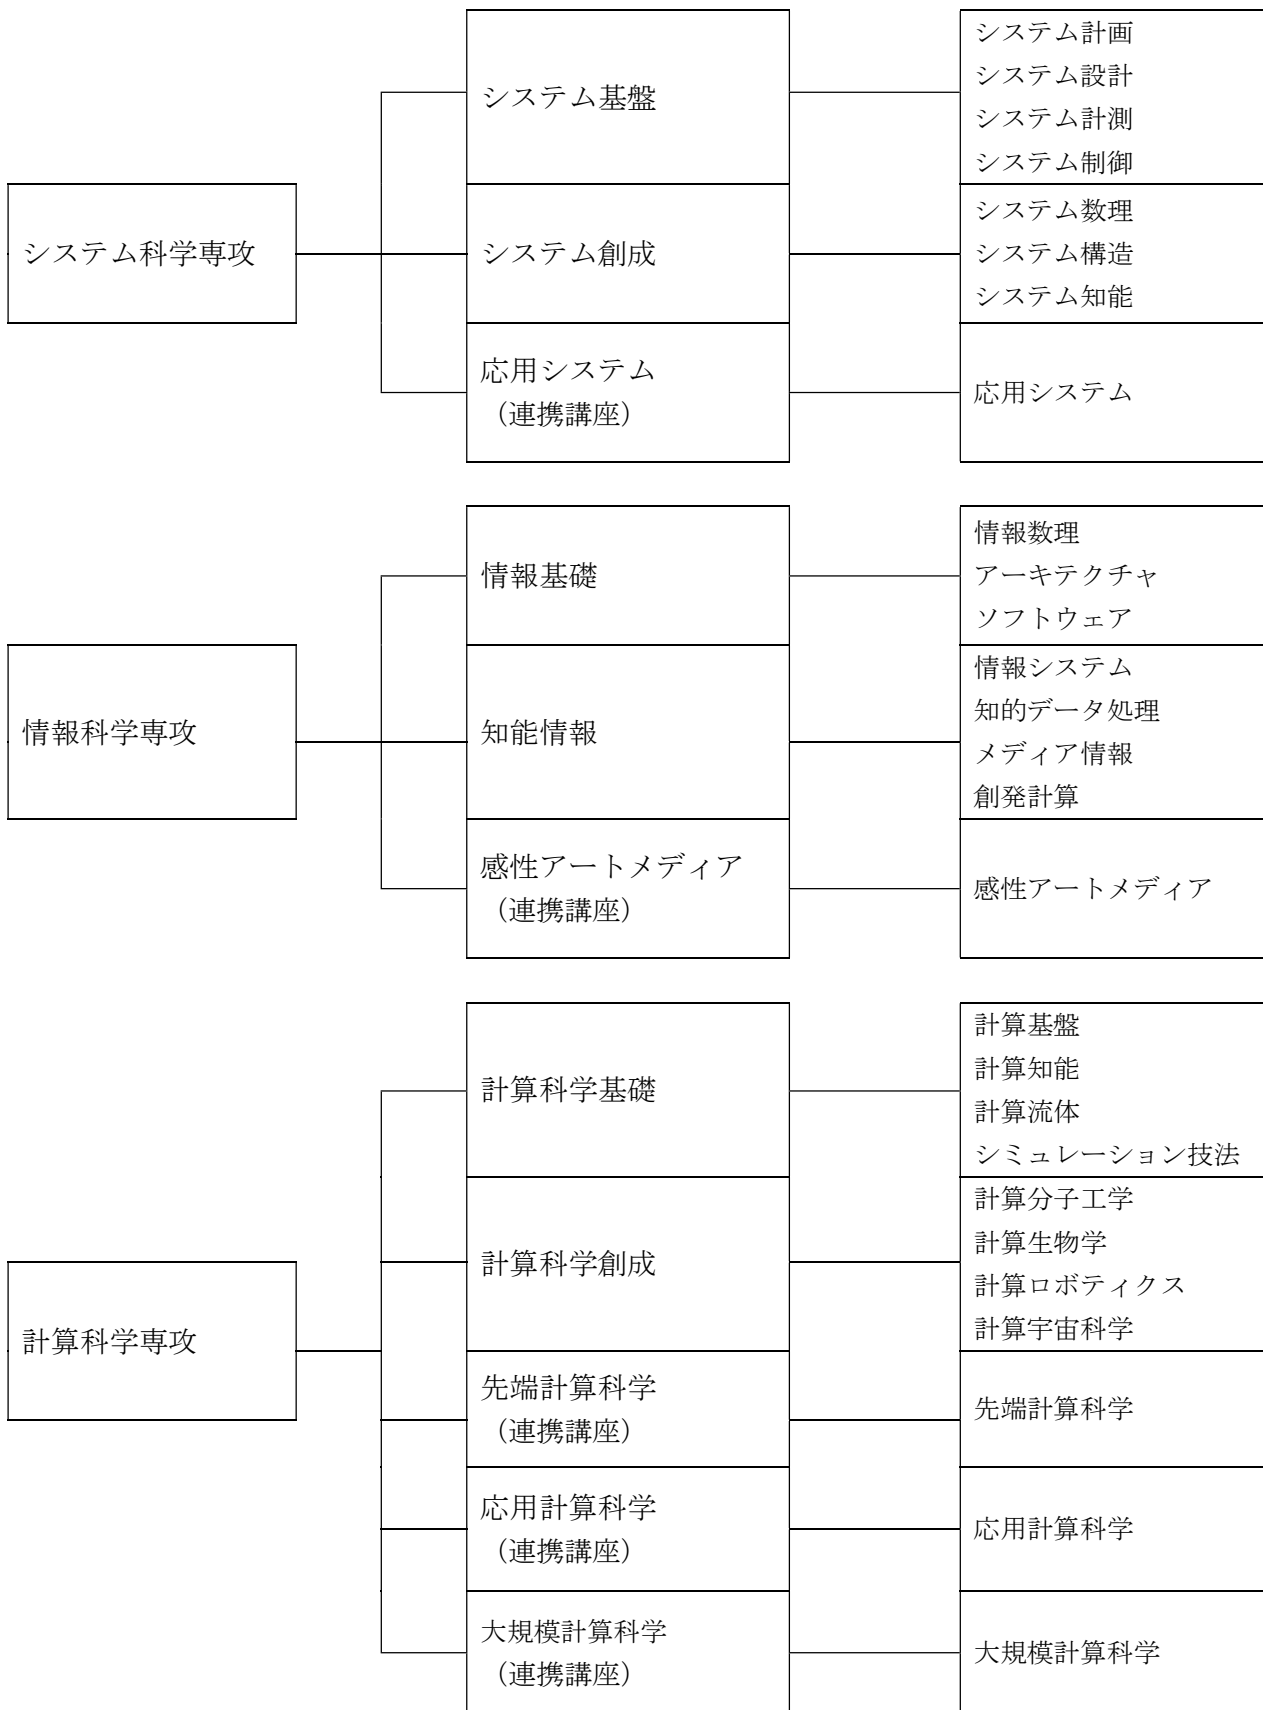 システム科学専攻
システム基盤
システム計画
システム設計
システム計測
システム制御
システム創成
システム数理
システム構造
システム知能
応用システム
（連携講座）
応用システム
情報科学専攻
情報基礎
情報数理
アーキテクチャ
ソフトウェア
知能情報
情報システム
知的データ処理
メディア情報
創発計算
感性アートメディア
（連携講座）
感性アートメディア
計算科学専攻
計算科学基礎
計算基盤
計算知能
計算流体
シミュレーション技法
計算科学創成
計算分子工学
計算生物学
計算ロボティクス
計算宇宙科学
先端計算科学
（連携講座）
先端計算科学
応用計算科学
（連携講座）
応用計算科学
大規模計算科学
（連携講座）
大規模計算科学